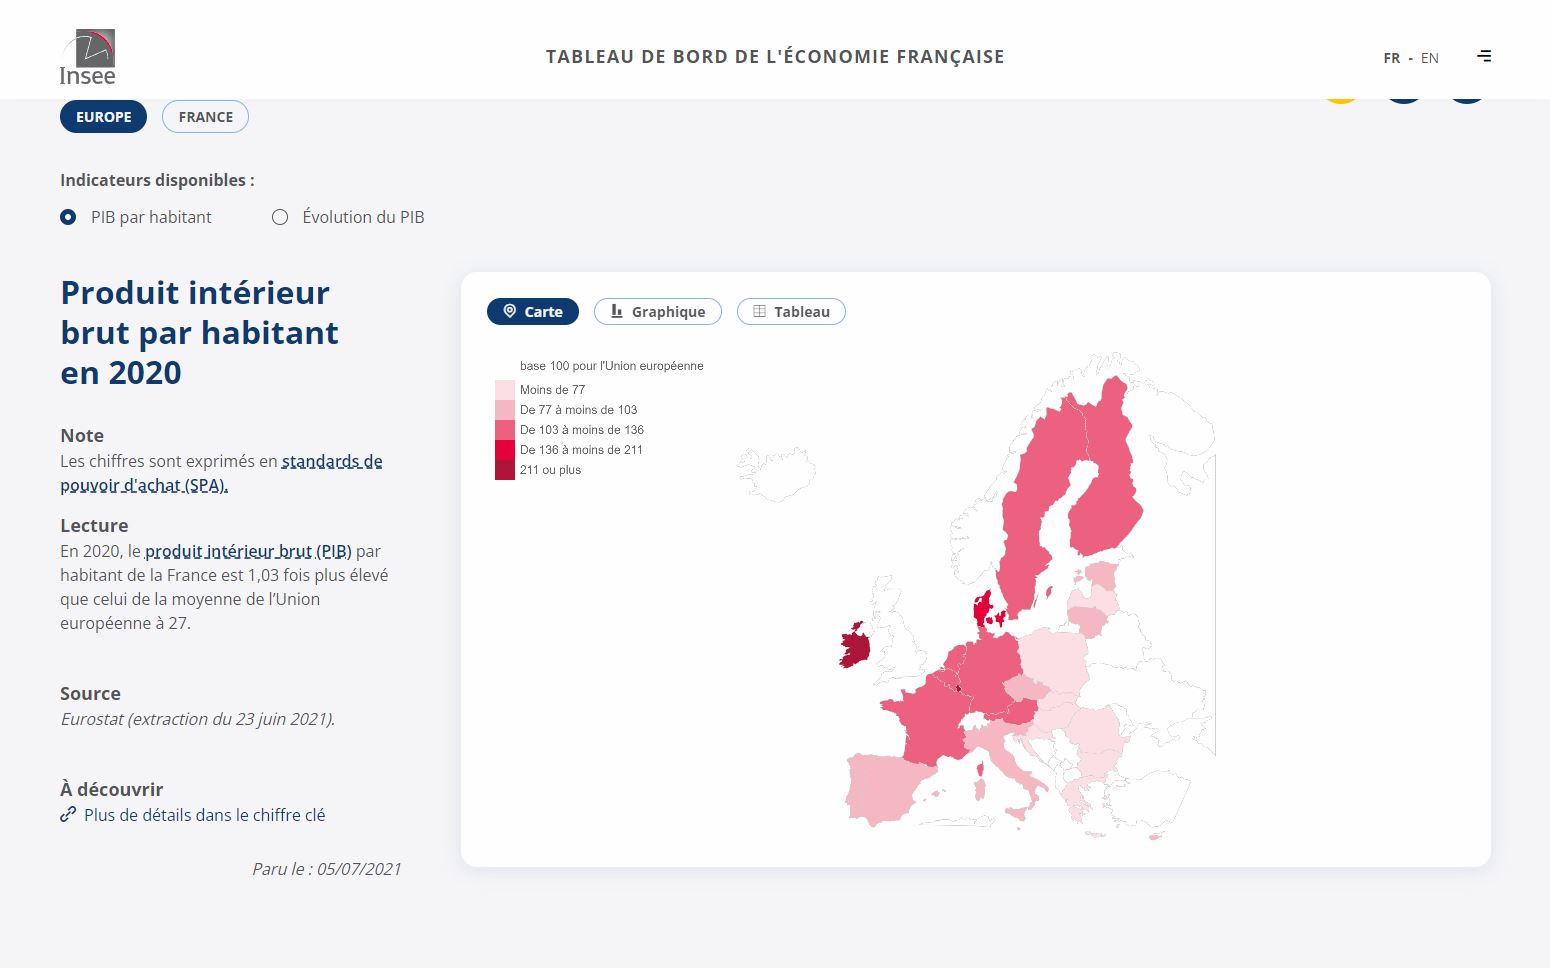 Insee
TABLEAU DE BORD DE L'ÉCONOMIE FRANÇAISE
FR - EN
EUROPE
FRANCE
Indicateurs disponibles :
PIB par habitant
Évolution du PIB
Produit intérieur
brut par habitant
en 2020
Note
Les chiffres sont exprimés en standards de
pouvoir d'achat (SPA).
Lecture
En 2020, le produit intérieur brut (PIB) par
habitant de la France est 1,03 fois plus élevé
que celui de la moyenne de l’Union
européenne à 27.
Source
Eurostat (extraction du 23 juin 2021).
À découvrir
Plus de détails dans le chiffre clé
Paru le : 05/07/2021
Carte
Graphique
Tableau
base 100 pour l'Union européenne
Moins de 77
De 77 à moins de 103
De 103 à moins de 136
De 136 à moins de 211
211 ou plus